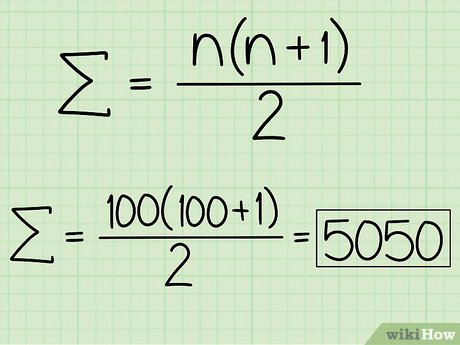 ∑ = n(n+1)/2
∑ = 100(100+1)/2 = 5050
wikiHow